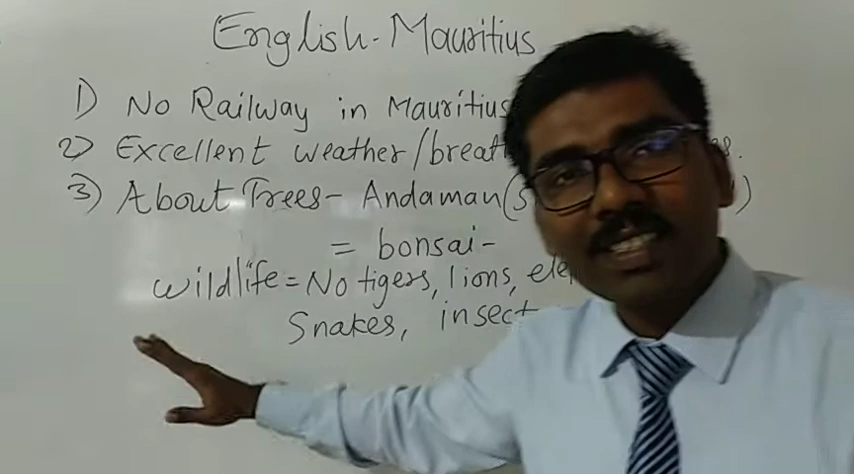 English-Mauritius
1) No Railway in Mauritius
2) Excellent weather/breat s.
3) About Trees- Andaman(s )
= bonsai-
wildlife = No tigers, lions, ele
Snakes, insect